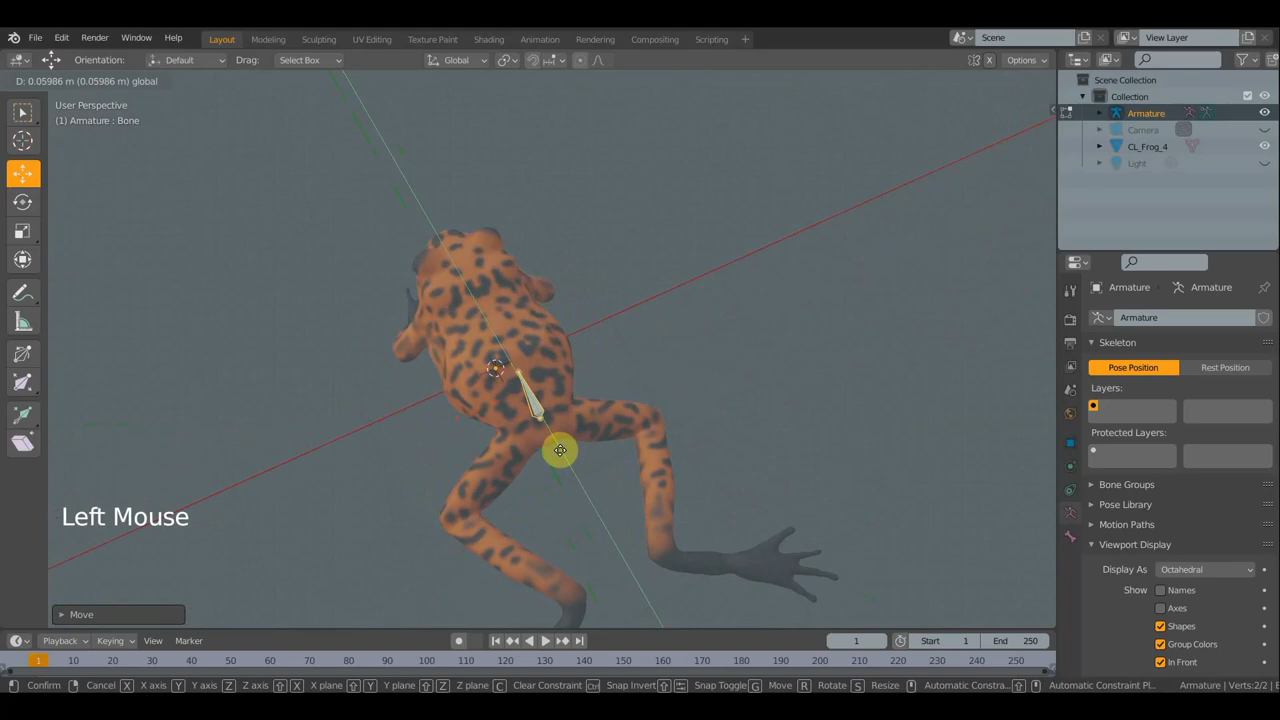 File Edit Render Window Help Layout Modeling Sculpting UV Editing Texture Paint Shading Animation Rendering Compositing Scripting + Scene View Layer
Orientation: Default Drag: Select Box Global X Options
D: 0.05986 m (0.05986 m) global
User Perspective
(1) Armature : Bone
Scene Collection
Collection
Armature
Camera
CL_Frog_4
Light
Armature Armature
Armature
Skeleton
Pose Position Rest Position
Layers:
Protected Layers:
Bone Groups
Pose Library
Motion Paths
Viewport Display
Display As Octahedral
Show Names
Axes
Shapes
Group Colors
In Front
Left Mouse
Move
Playback Keying View Marker 1 Start 1 End 250
1 10 20 30 40 50 60 70 80 90 100 110 120 130 140 150 160 170 180 190 200 210 220 230 240 250
Confirm Cancel X X axis Y Y axis Z Z axis X X plane Y Y plane Z Z plane C Clear Constraint Ctrl Snap Invert Snap Toggle G Move R Rotate S Resize Automatic Constra... Automatic Constraint Pl... Armature | Verts:2/2 |